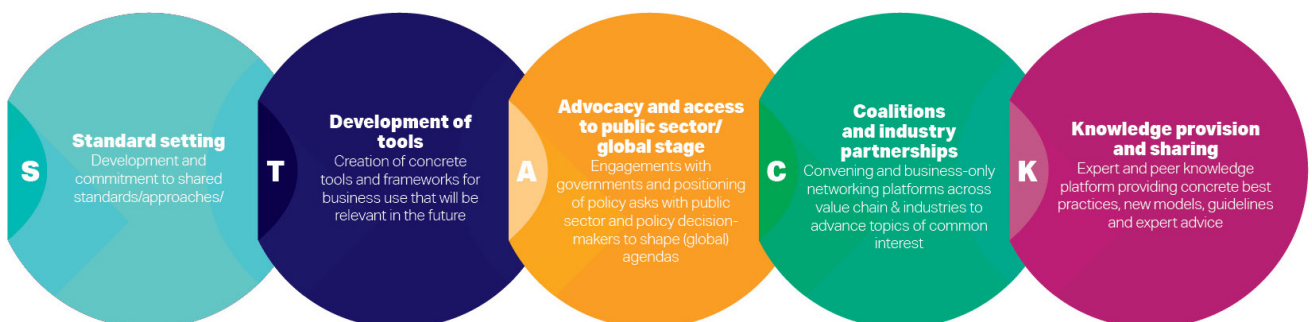 S
Standard setting
Development and
commitment to shared
standards/approaches/
T
Development of
tools
Creation of concrete
tools and frameworks for
business use that will be
relevant in the future
A
Advocacy and access
to public sector/
global stage
Engagements with
governments and positioning
of policy asks with public
sector and policy decision-
makers to shape (global)
agendas
C
Coalitions
and industry
partnerships
Convening and business-only
networking platforms across
value chain & industries to
advance topics of common
interest
K
Knowledge provision
and sharing
Expert and peer knowledge
platform providing concrete best
practices, new models, guidelines
and expert advice